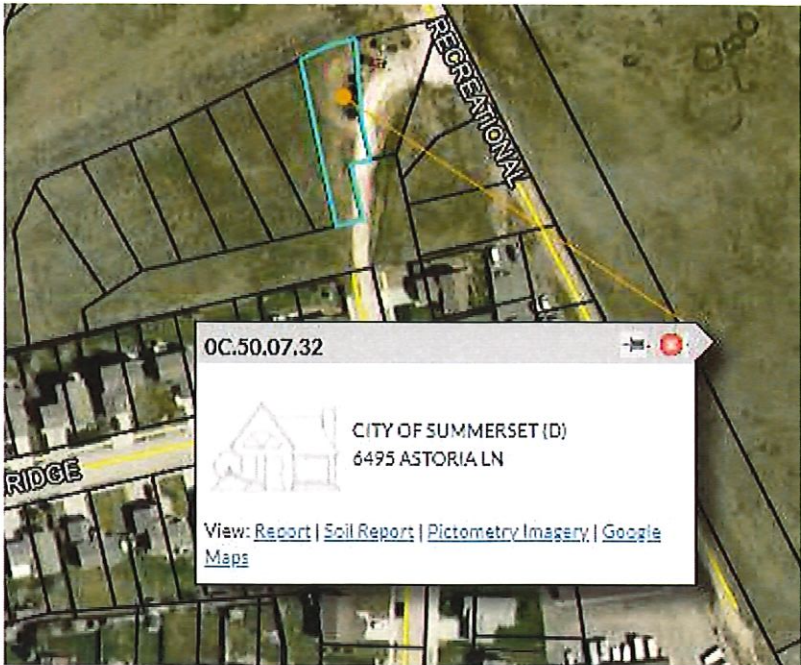 RECREATIONAL
0C.50.07.32
CITY OF SUMMERSET (D)
6495 ASTORIA LN
RIDGE
View: Report | Soil Report | Pictometry Imagery | Google
Maps